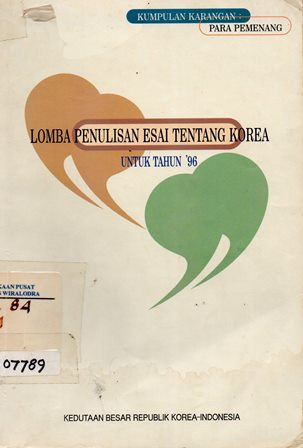 KUMPULAN KARANGAN :
PARA PEMENANG
LOMBA PENULISAN ESAI TENTANG KOREA
UNTUK TAHUN '96
KAAN PUSAT
WIRALODRA
84
07789
KEDUTAAN BESAR REPUBLIK KOREA-INDONESIA